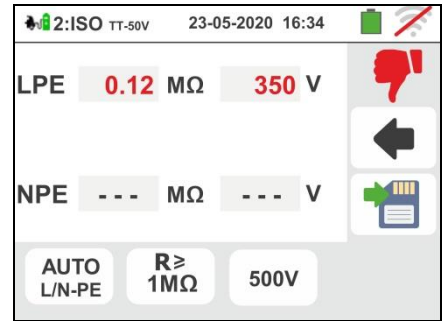 2:ISO TT-50V 23-05-2020 16:34
LPE 0.12 MΩ 350 V
NPE --- MΩ --- V
AUTO L/N-PE
R≥ 1MΩ
500V